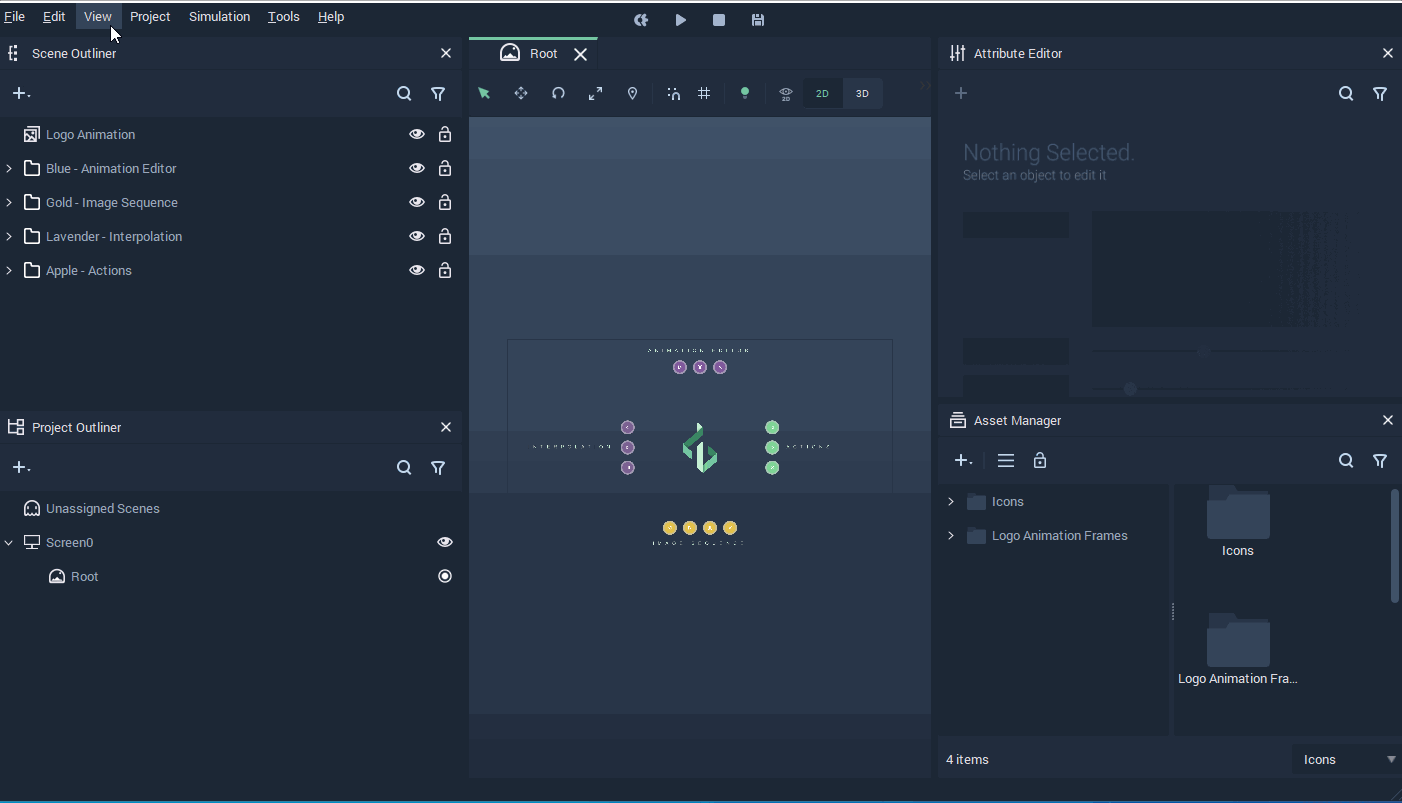 File Edit View Project Simulation Tools Help
Scene Outliner
Logo Animation
Blue - Animation Editor
Gold - Image Sequence
Lavender - Interpolation
Apple - Actions
Project Outliner
Unassigned Scenes
Screen0
Root
Root
2D
2D 3D
ANIMATION EDITOR
INTERPOLATION
ACTIONS
IMAGE SEQUENCE
Attribute Editor
Nothing Selected.
Select an object to edit it
Asset Manager
Icons
Logo Animation Frames
Icons
Logo Animation Fra...
4 items
Icons